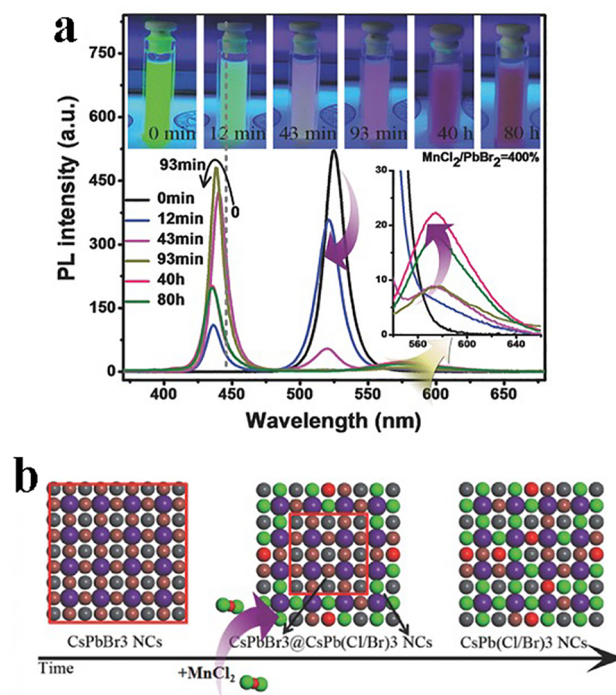 a
0 min
12 min
43 min
93 min
40 h
80 h
MnCl2/PbBr2=400%
PL intensity (a.u.)
750
600
450
300
150
0
93min
0
0min
12min
43min
93min
40h
80h
30
20
10
0
560
600
640
400
450
500
550
600
650
Wavelength (nm)
b
CsPbBr3 NCs
CsPbBr3@CsPb(Cl/Br)3 NCs
CsPb(Cl/Br)3 NCs
Time
+MnCl2